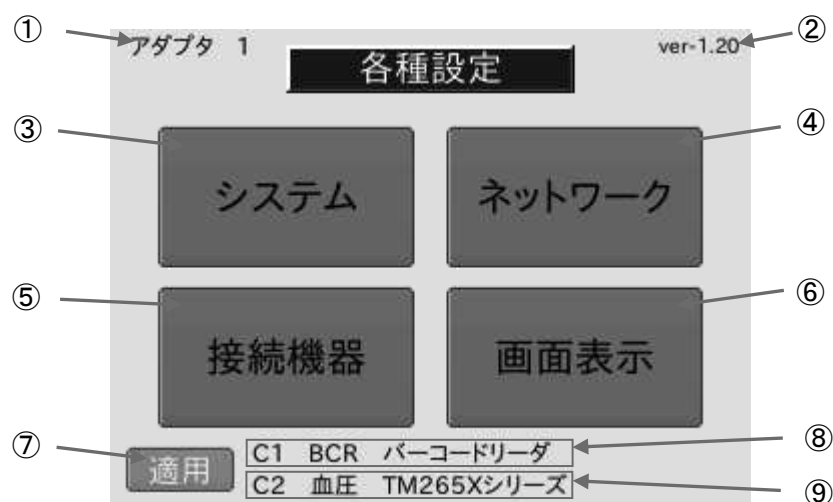 ① アダプタ 1 ver-1.20 ②
各種設定
③ システム ネットワーク ④
⑤ 接続機器 画面表示 ⑥
⑦ 適用 C1 BCR バーコードリーダ ⑧
C2 血圧 TM265Xシリーズ ⑨